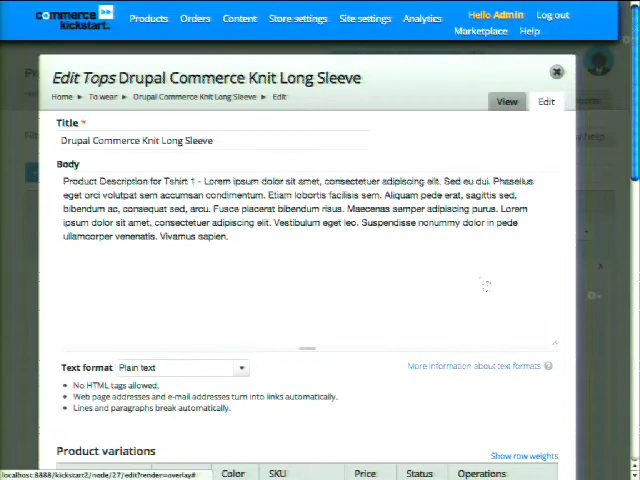 commerce kickstart
Products Orders Content Store settings Site settings Analytics
Hello Admin Log out
Marketplace Help
Edit Tops Drupal Commerce Knit Long Sleeve
Home ▸ To wear ▸ Drupal Commerce Knit Long Sleeve ▸ Edit
View Edit
Title *
Drupal Commerce Knit Long Sleeve
Body
Product Description for Tshirt 1 - Lorem ipsum dolor sit amet, consectetuer adipiscing elit. Sed eu dui. Phasellus
eget orci volutpat sem accumsan condimentum. Etiam lobortis facilisis sem. Aliquam pede erat, sagittis sed,
bibendum ac, consequat sed, arcu. Fusce placerat bibendum risus. Maecenas semper adipiscing purus. Lorem
ipsum dolor sit amet, consectetuer adipiscing elit. Vestibulum eget leo. Suspendisse nonummy dolor in pede
ullamcorper venenatis. Vivamus sapien.
Text format Plain text
More information about text formats
• No HTML tags allowed.
• Web page addresses and e-mail addresses turn into links automatically.
• Lines and paragraphs break automatically.
Product variations
Show row weights
Color SKU Price Status Operations
localhost:8888/kickstart2/node/27/edit?render=overlay#